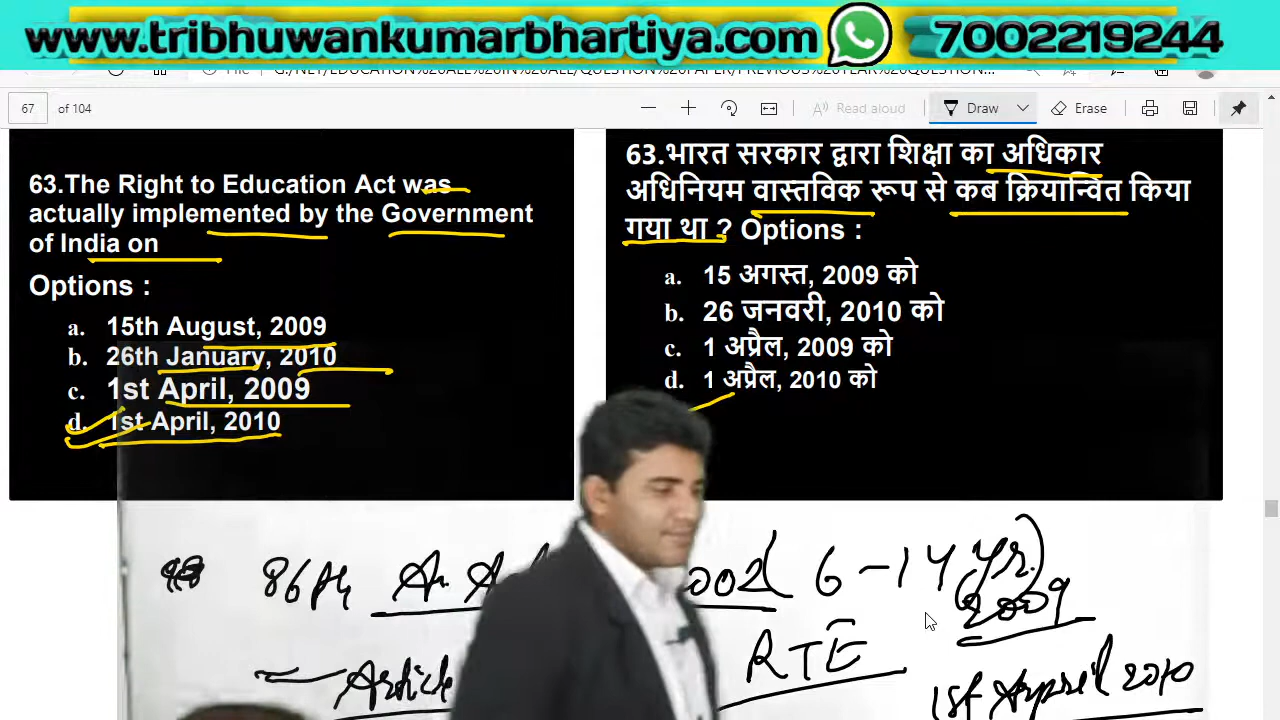 www.tribhuwankumarbhartiya.com 7002219244
67 of 104 Read aloud Draw Erase
63.The Right to Education Act was
actually implemented by the Government
of India on
Options :
a. 15th August, 2009
b. 26th January, 2010
c. 1st April, 2009
d. 1st April, 2010
63.भारत सरकार द्वारा शिक्षा का अधिकार
अधिनियम वास्तविक रूप से कब क्रियान्वित किया
गया था ? Options :
a. 15 अगस्त, 2009 को
b. 26 जनवरी, 2010 को
c. 1 अप्रैल, 2009 को
d. 1 अप्रैल, 2010 को
86th 6-14 yr)
2009
Article RTE
1st April 2010